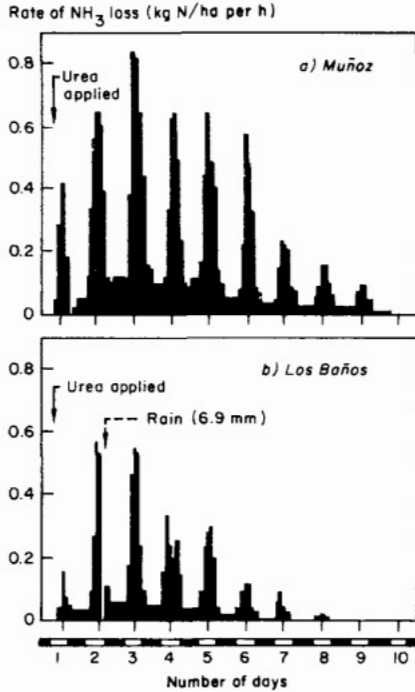 Rate of NH3 loss (kg N/ha per h)
a) Muñoz
Urea
applied
0.8
0.6
0.4
0.2
0
b) Los Baños
Urea applied
Rain (6.9 mm)
0.8
0.6
0.4
0.2
0
1 2 3 4 5 6 7 8 9 10
Number of days